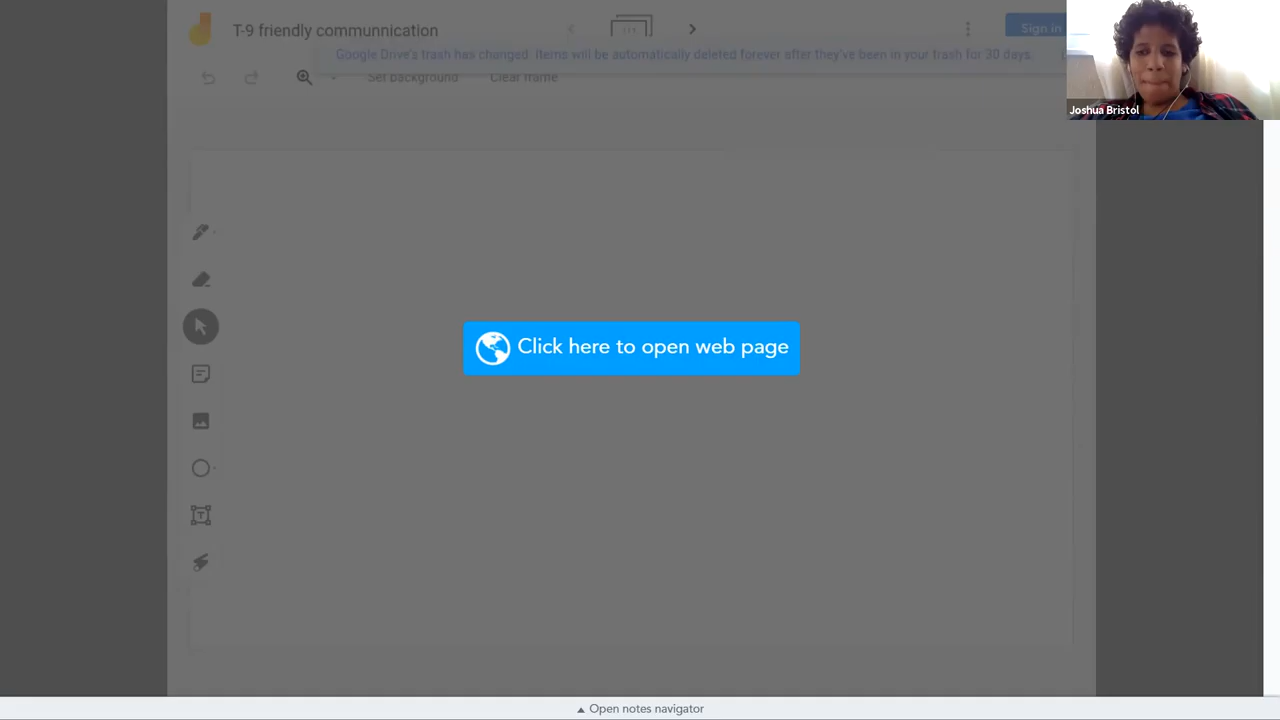 T-9 friendly communnication
Sign in
Google Drive's trash has changed. Items will be automatically deleted forever after they've been in your trash for 30 days.
Set background
Clear frame
Joshua Bristol
Click here to open web page
Open notes navigator